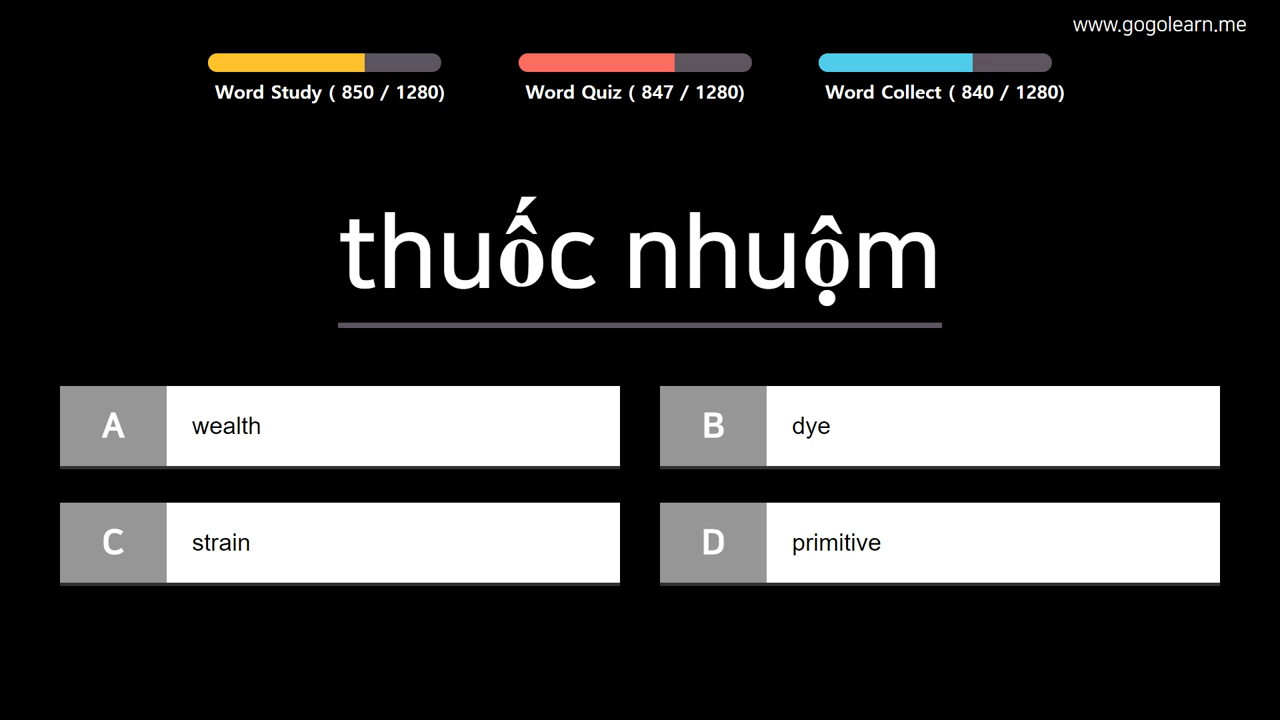 www.gogolearn.me
Word Study ( 850 / 1280)
Word Quiz ( 847 / 1280)
Word Collect ( 840 / 1280)
thuốc nhuộm
A wealth
B dye
C strain
D primitive